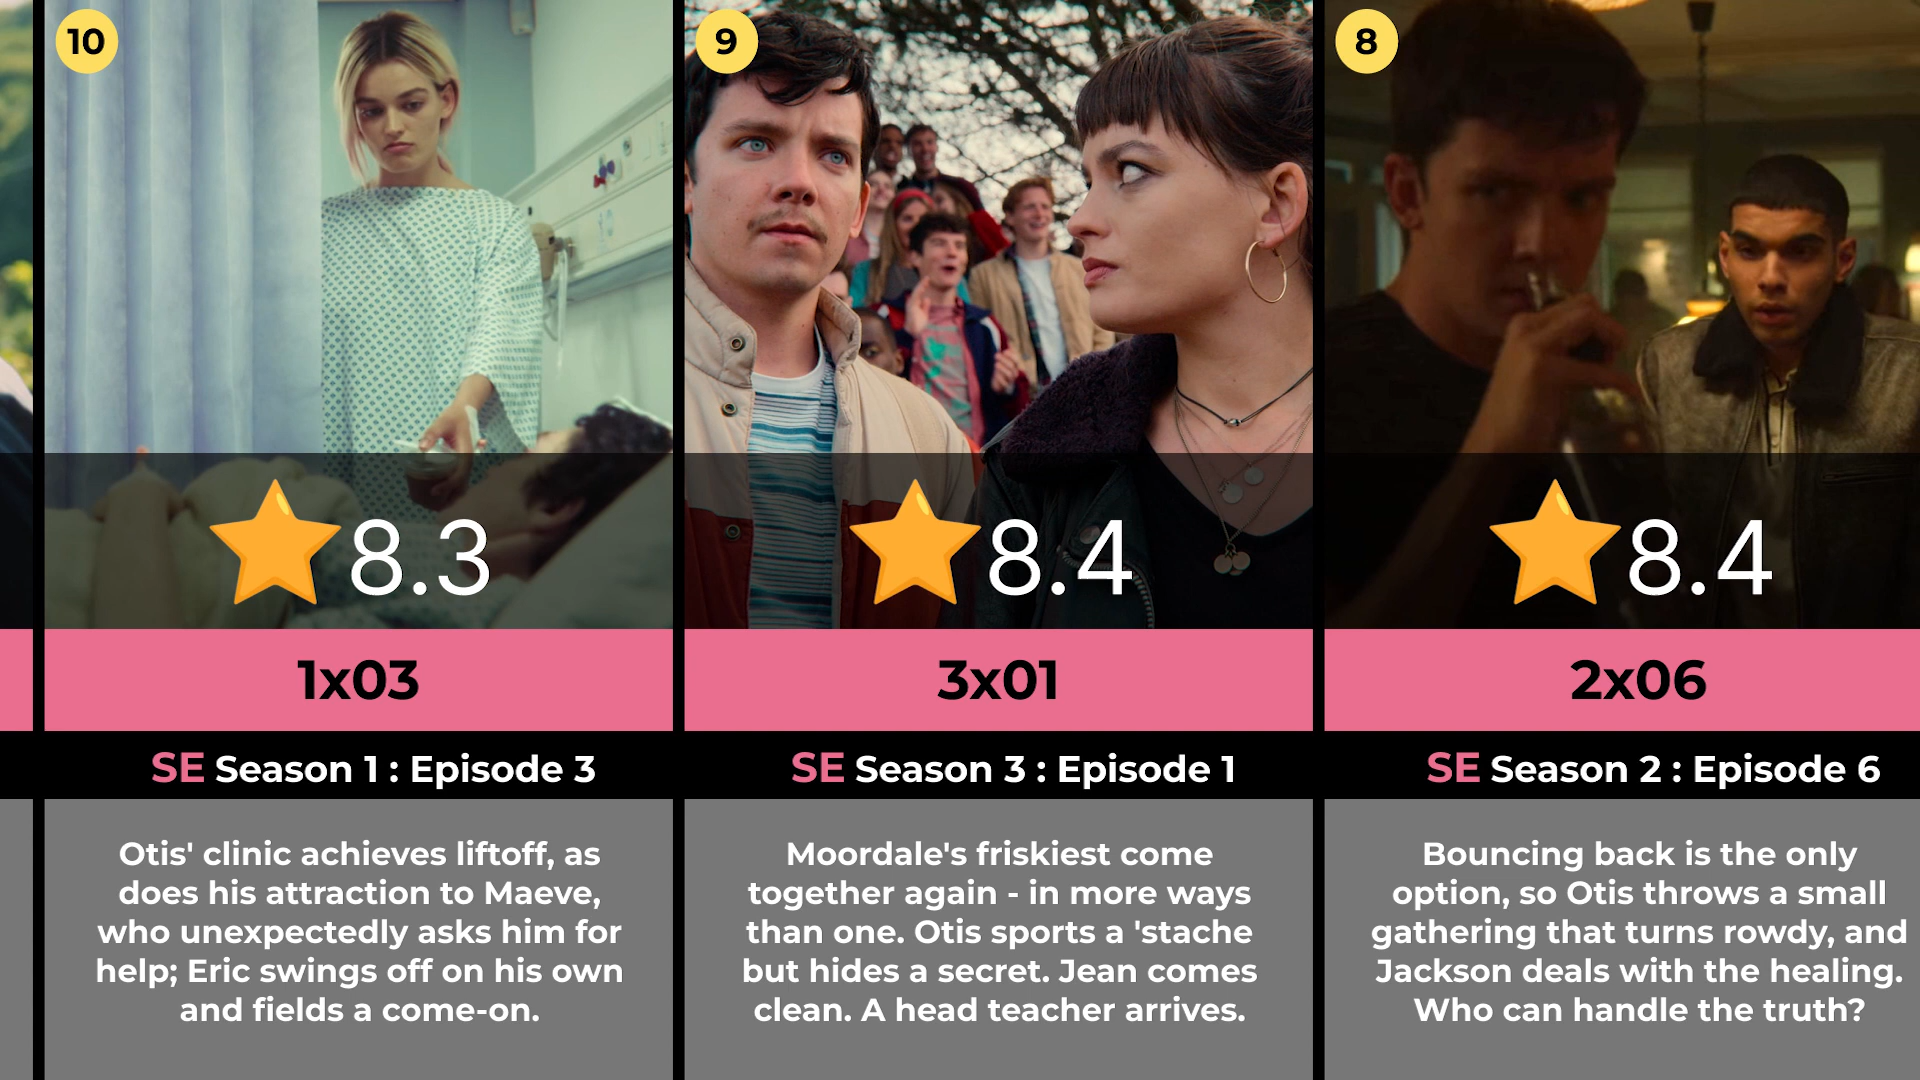 10
8.3
1x03
SE Season 1 : Episode 3
Otis' clinic achieves liftoff, as
does his attraction to Maeve,
who unexpectedly asks him for
help; Eric swings off on his own
and fields a come-on.
9
8.4
3x01
SE Season 3 : Episode 1
Moordale's friskiest come
together again - in more ways
than one. Otis sports a 'stache
but hides a secret. Jean comes
clean. A head teacher arrives.
8
8.4
2x06
SE Season 2 : Episode 6
Bouncing back is the only
option, so Otis throws a small
gathering that turns rowdy, and
Jackson deals with the healing.
Who can handle the truth?